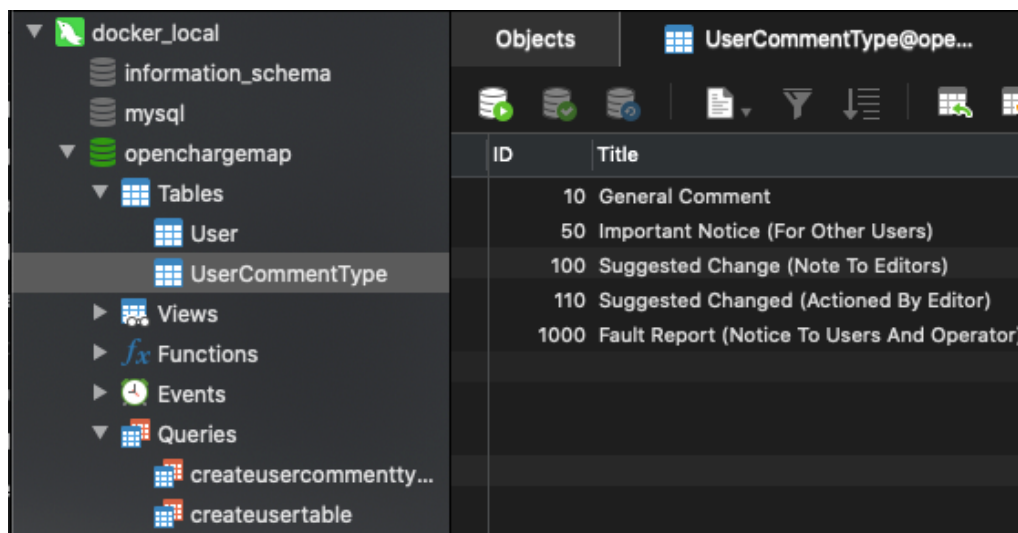 docker_local
information_schema
mysql
openchargemap
Tables
User
UserCommentType
Views
fx Functions
Events
Queries
createusercommentty...
createusertable
Objects
UserCommentType@ope...
ID Title
10 General Comment
50 Important Notice (For Other Users)
100 Suggested Change (Note To Editors)
110 Suggested Changed (Actioned By Editor)
1000 Fault Report (Notice To Users And Operator)